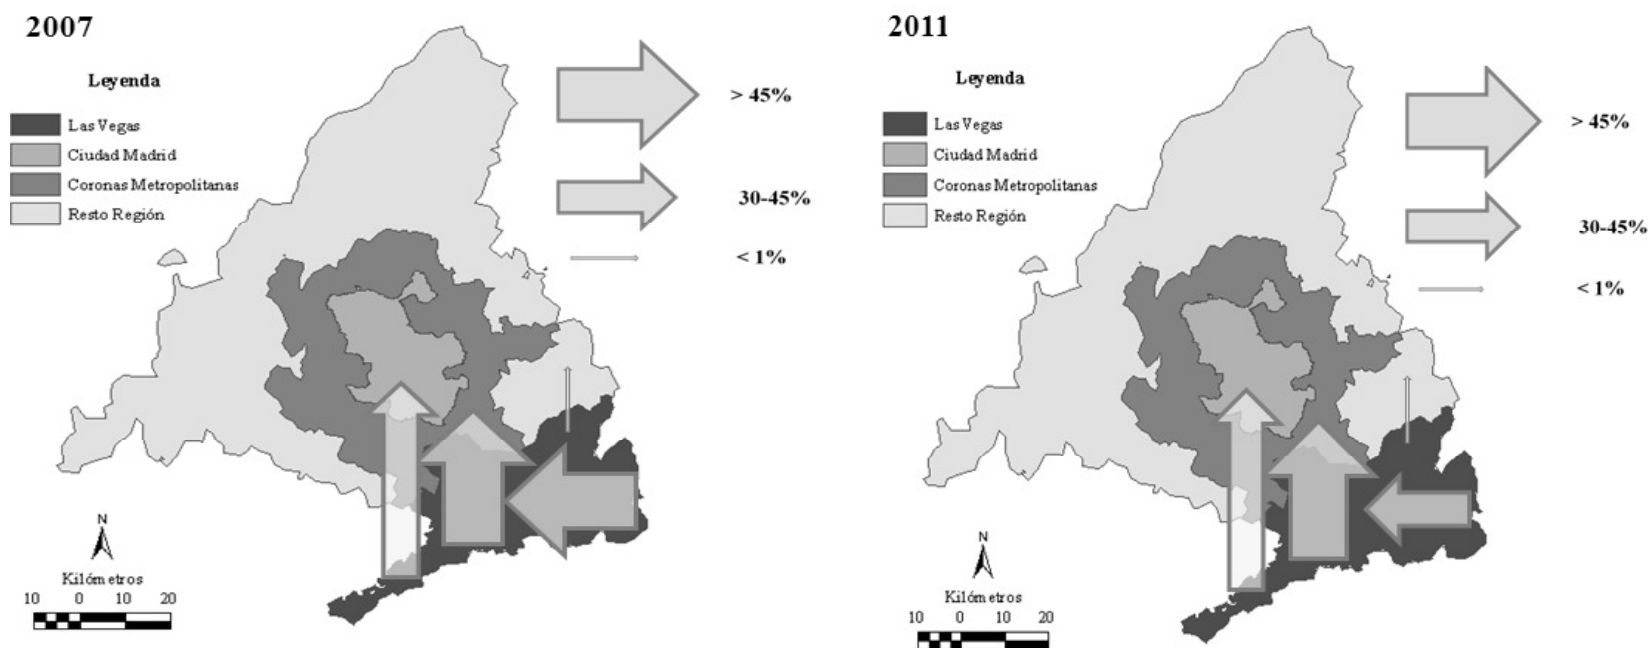 2007
Leyenda
Las Vegas
Ciudad Madrid
Coronas Metropolitanas
Resto Región
> 45%
30-45%
< 1%
N
Kilómetros
10 0 10 20
2011
Leyenda
Las Vegas
Ciudad Madrid
Coronas Metropolitanas
Resto Región
> 45%
30-45%
< 1%
N
Kilómetros
10 0 10 20